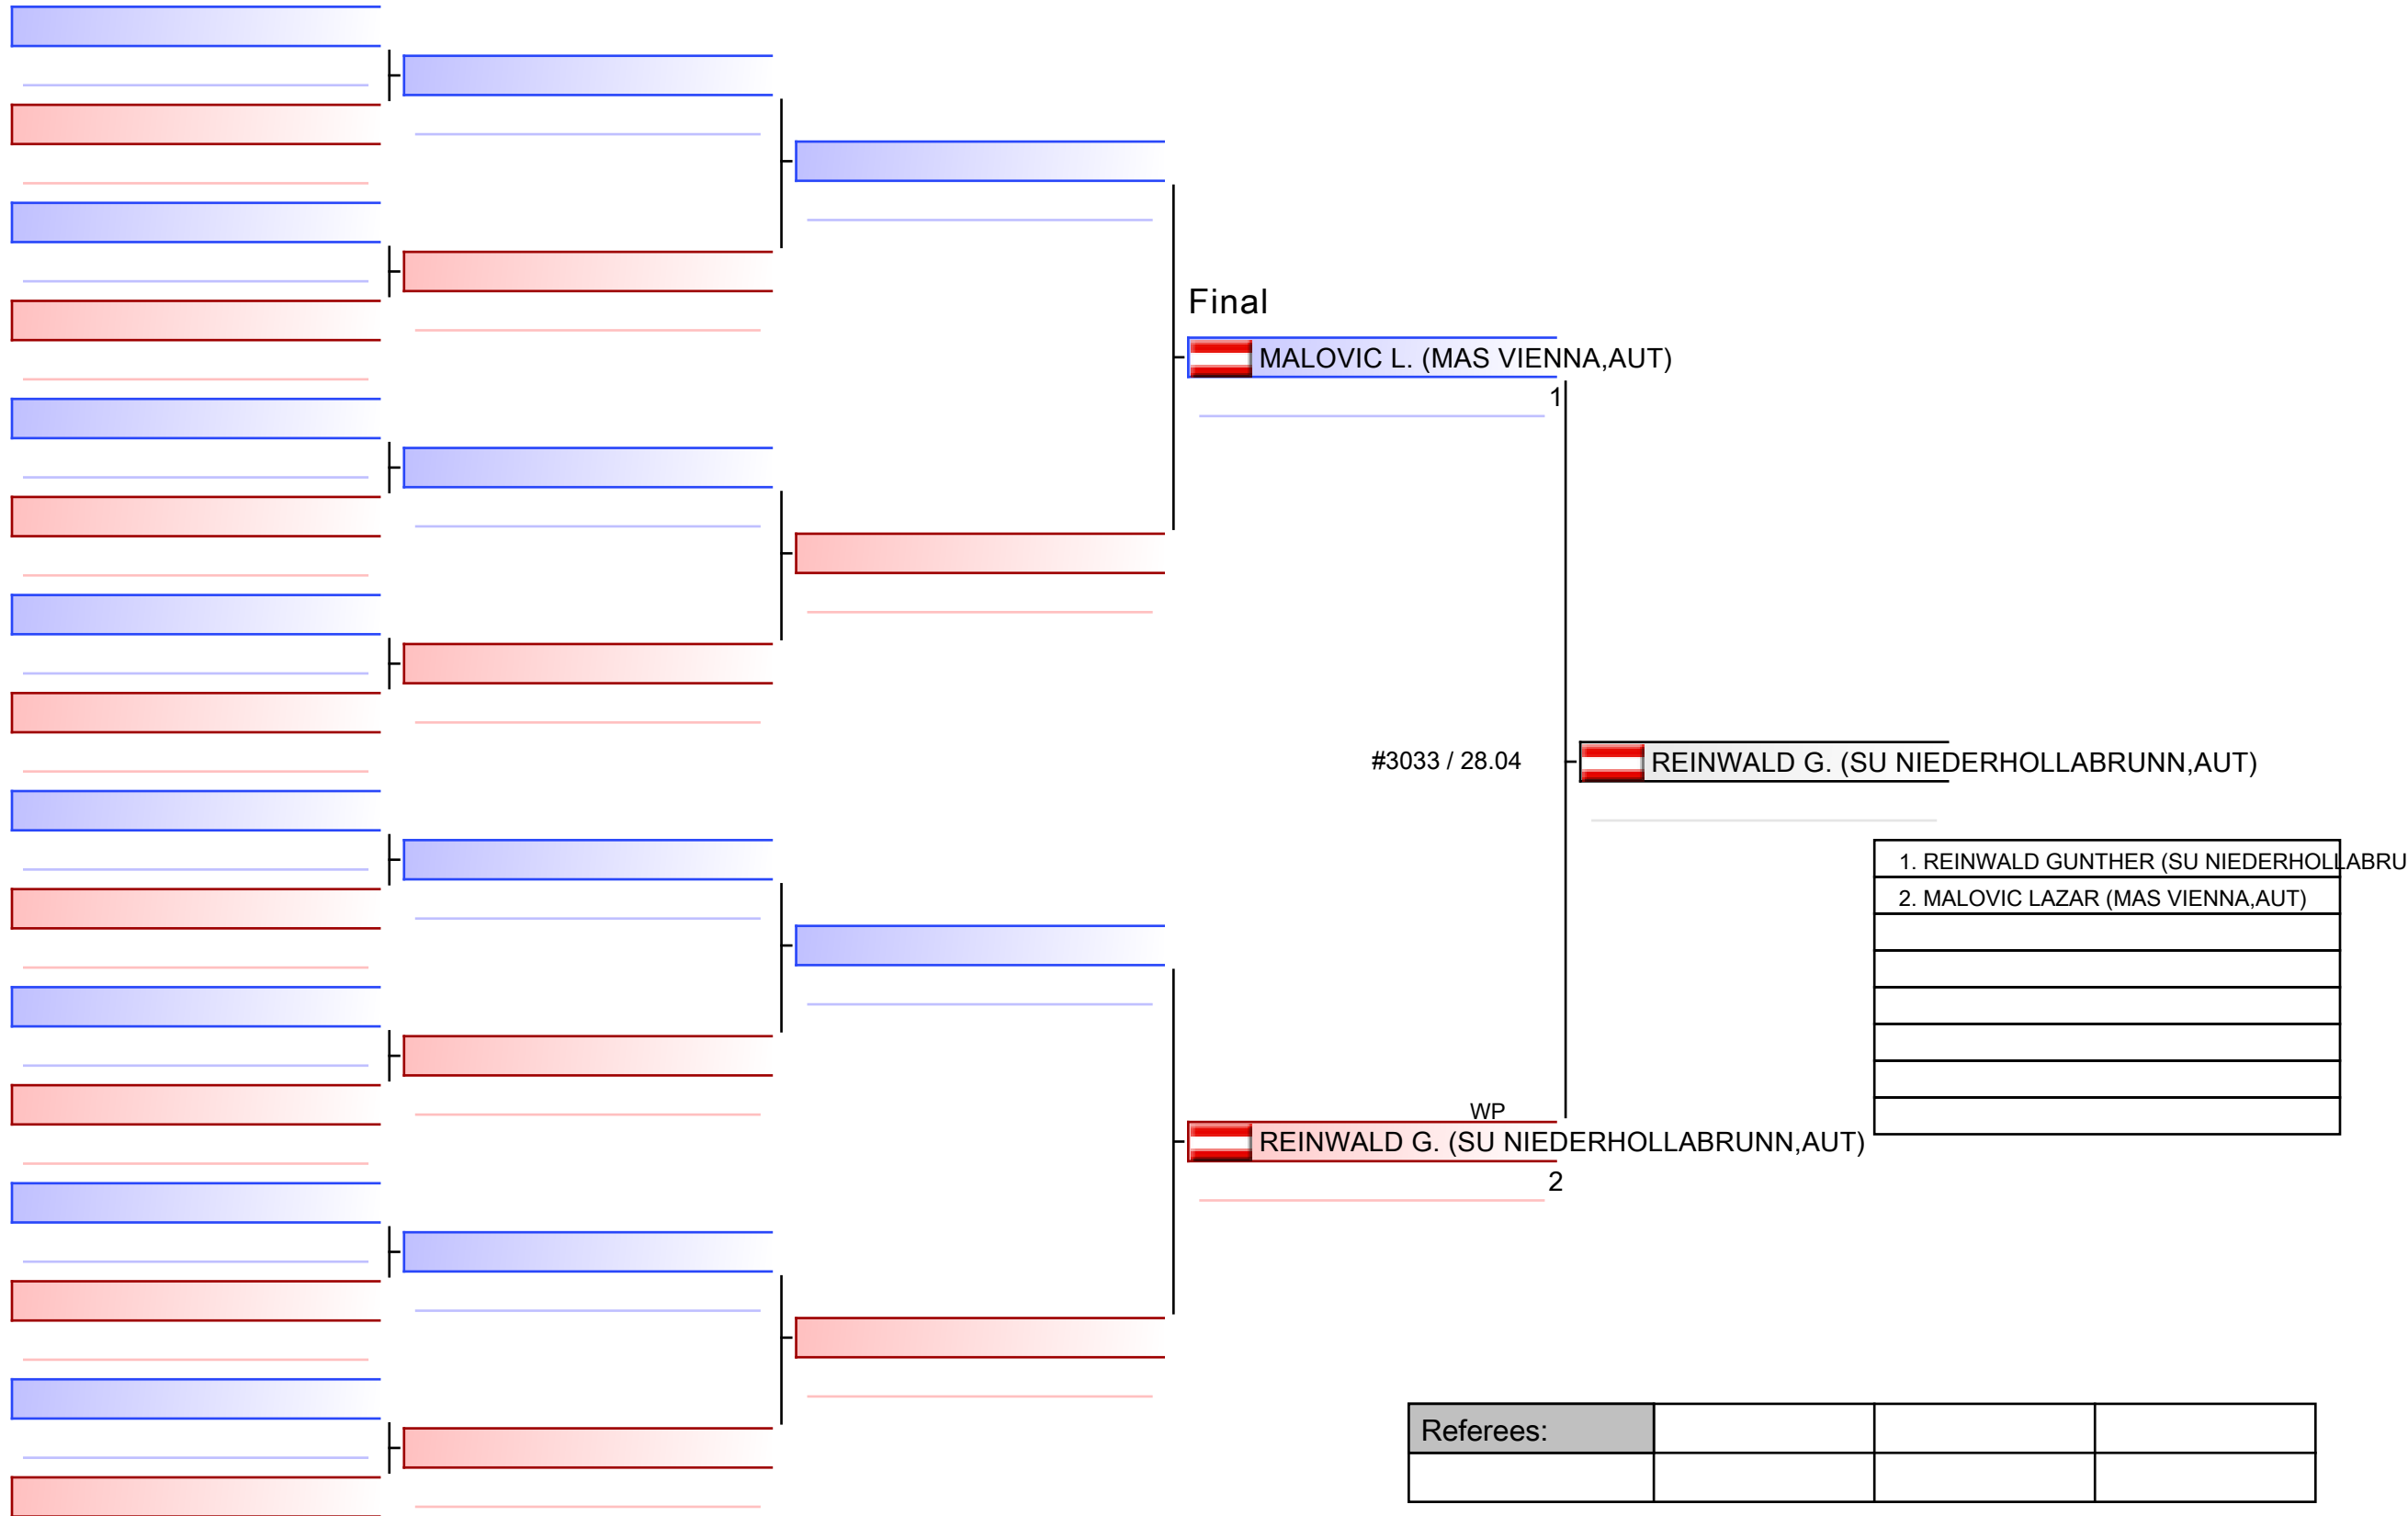 Final
MALOVIC L. (MAS VIENNA,AUT)
1
#3033 / 28.04
REINWALD G. (SU NIEDERHOLLABRUNN,AUT)
1. REINWALD GUNTHER (SU NIEDERHOLLABRU
2. MALOVIC LAZAR (MAS VIENNA,AUT)
WP
REINWALD G. (SU NIEDERHOLLABRUNN,AUT)
2
Referees: